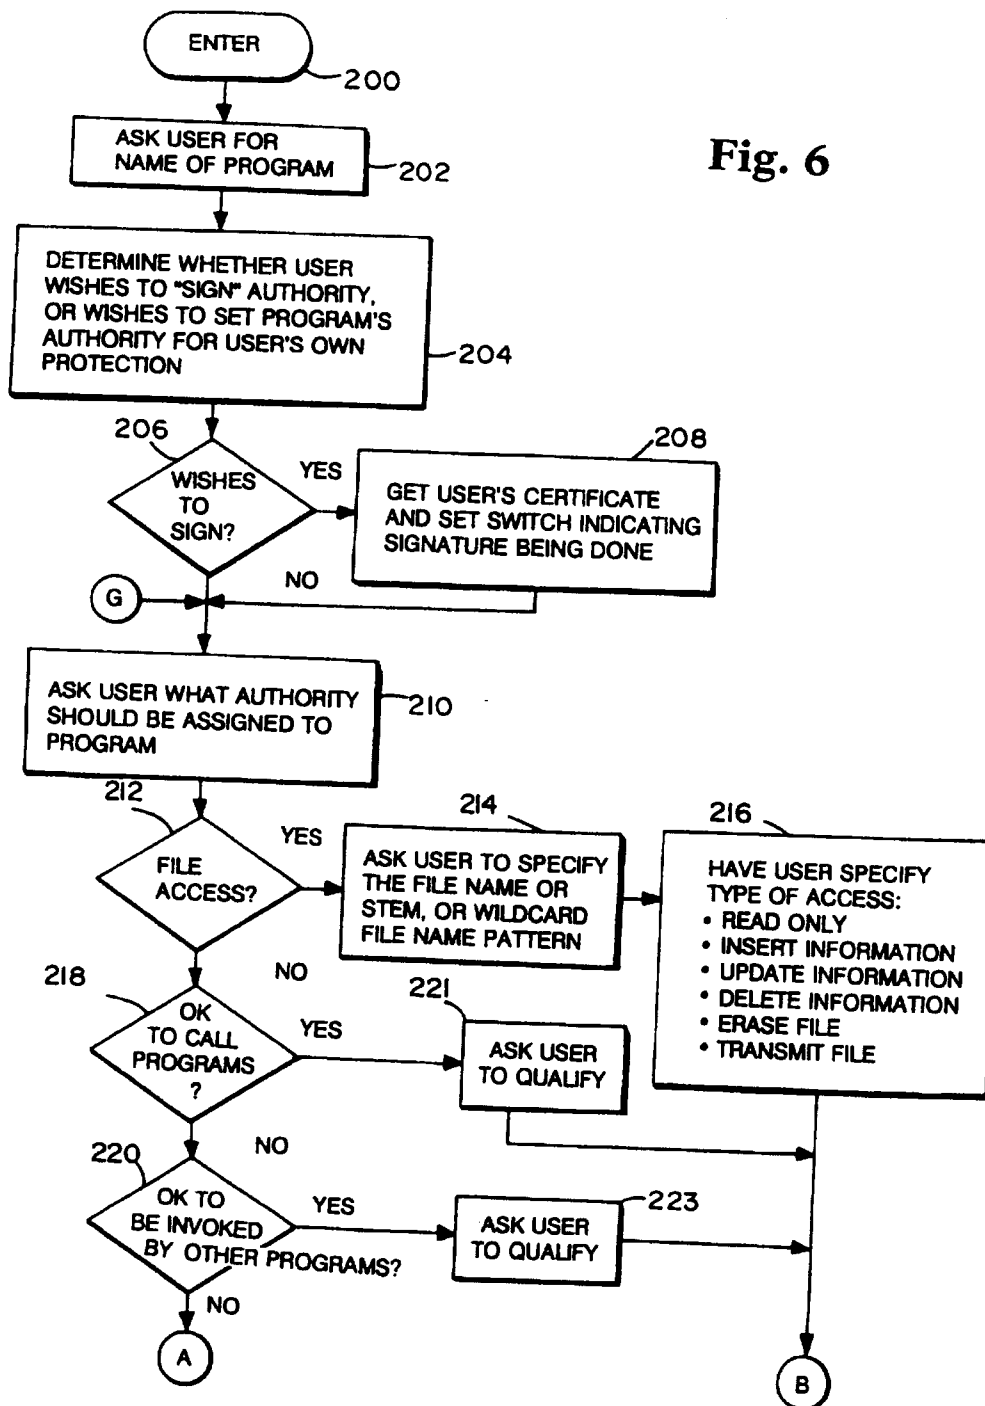 ENTER
200
ASK USER FOR
NAME OF PROGRAM
202
Fig. 6
DETERMINE WHETHER USER
WISHES TO "SIGN" AUTHORITY,
OR WISHES TO SET PROGRAM'S
AUTHORITY FOR USER'S OWN
PROTECTION
204
206
WISHES
TO
SIGN?
YES
208
GET USER'S CERTIFICATE
AND SET SWITCH INDICATING
SIGNATURE BEING DONE
NO
G
ASK USER WHAT AUTHORITY
SHOULD BE ASSIGNED TO
PROGRAM
210
212
FILE
ACCESS?
YES
214
ASK USER TO SPECIFY
THE FILE NAME OR
STEM, OR WILDCARD
FILE NAME PATTERN
216
HAVE USER SPECIFY
TYPE OF ACCESS:
• READ ONLY
• INSERT INFORMATION
• UPDATE INFORMATION
• DELETE INFORMATION
• ERASE FILE
• TRANSMIT FILE
NO
218
OK
TO CALL
PROGRAMS
?
YES
221
ASK USER
TO QUALIFY
NO
220
OK TO
BE INVOKED
BY OTHER PROGRAMS?
YES
223
ASK USER
TO QUALIFY
NO
A
B